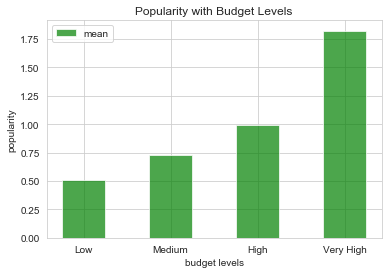 Popularity with Budget Levels
mean
popularity
1.75
1.50
1.25
1.00
0.75
0.50
0.25
0.00
Low Medium High Very High
budget levels